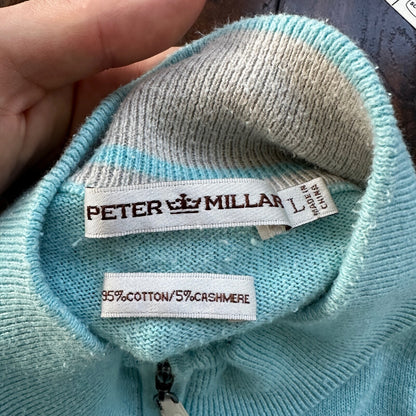 PETER MILLAR
L
MADE IN
CHINA
95%COTTON/5%CASHMERE